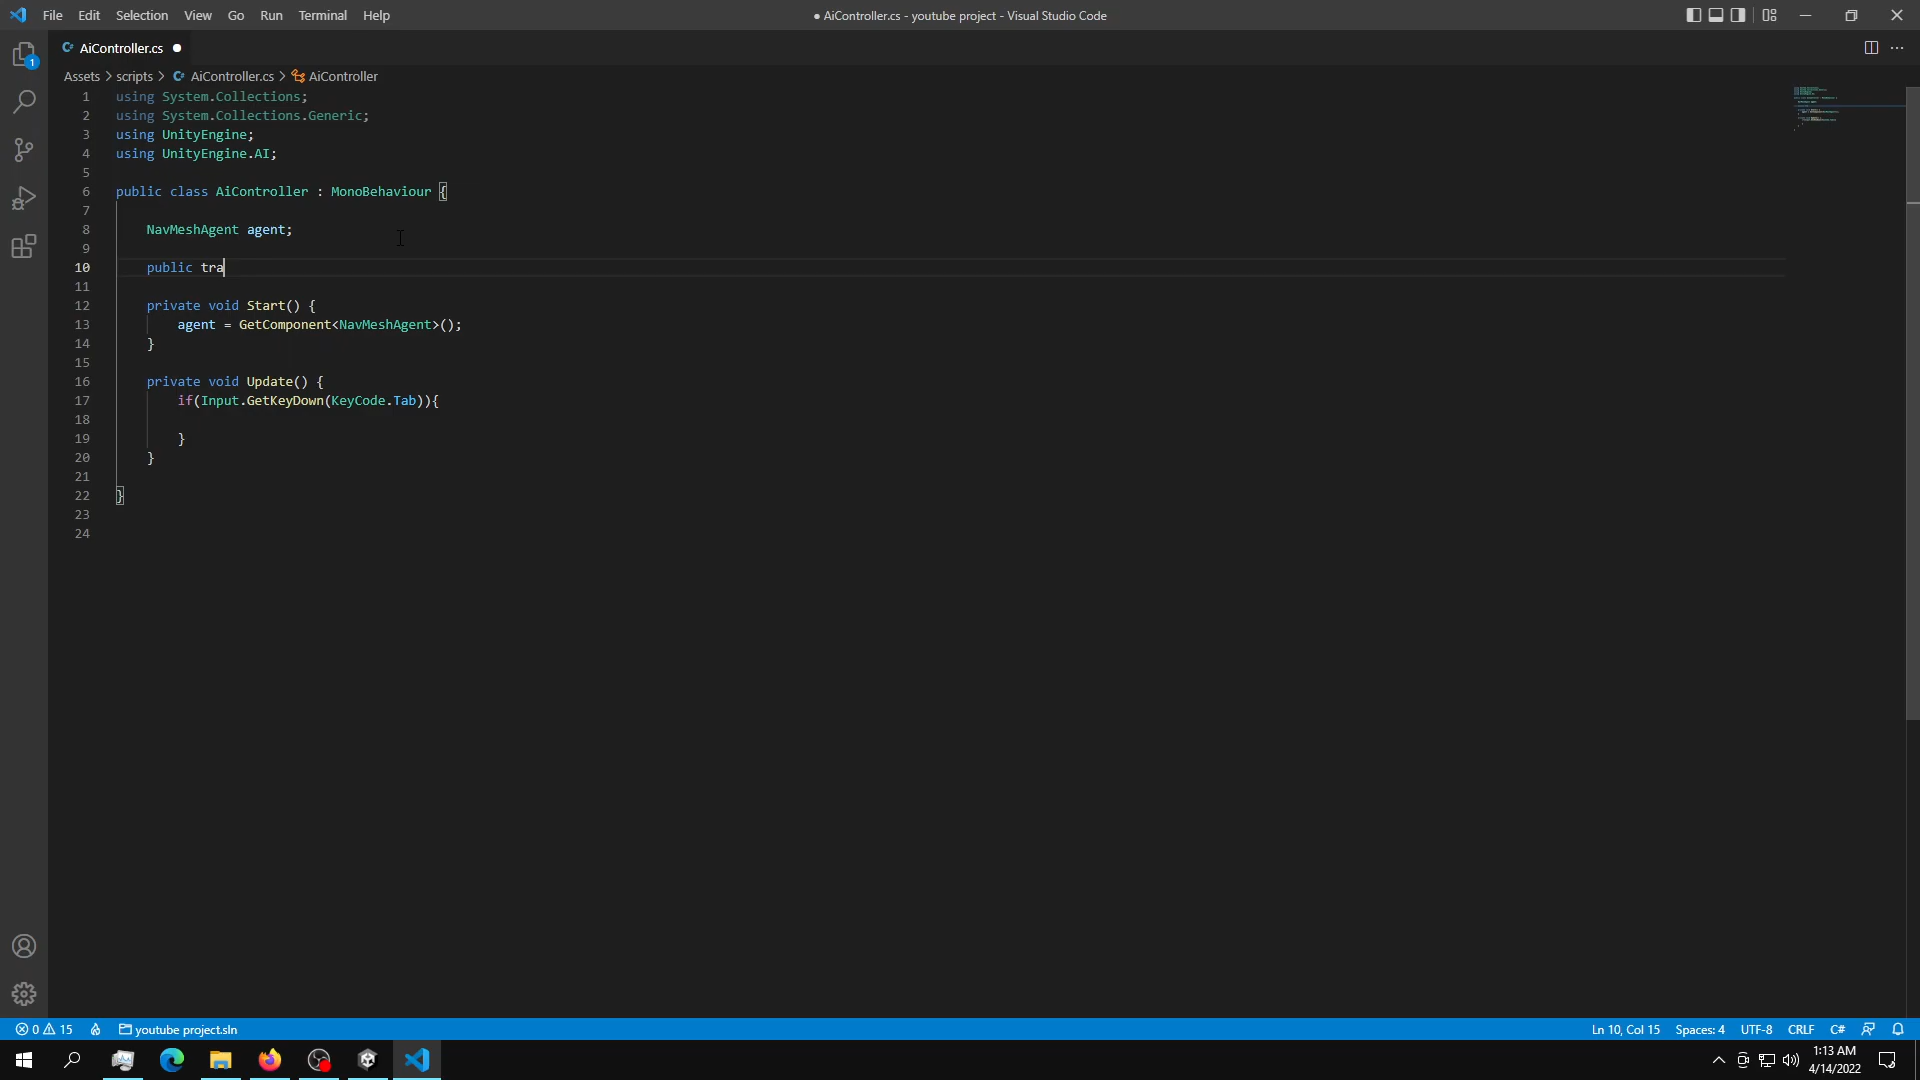 File Edit Selection View Go Run Terminal Help
● AiController.cs - youtube project - Visual Studio Code
AiController.cs
Assets > scripts > AiController.cs > AiController
1 using System.Collections;
2 using System.Collections.Generic;
3 using UnityEngine;
4 using UnityEngine.AI;
5
6 public class AiController : MonoBehaviour {
7
8 NavMeshAgent agent;
9
10 public tra
11
12 private void Start() {
13 agent = GetComponent<NavMeshAgent>();
14 }
15
16 private void Update() {
17 if(Input.GetKeyDown(KeyCode.Tab)){
18
19 }
20 }
21
22 }
23
24
1
0 15 youtube project.sln
Ln 10, Col 15 Spaces: 4 UTF-8 CRLF C#
1:13 AM
4/14/2022